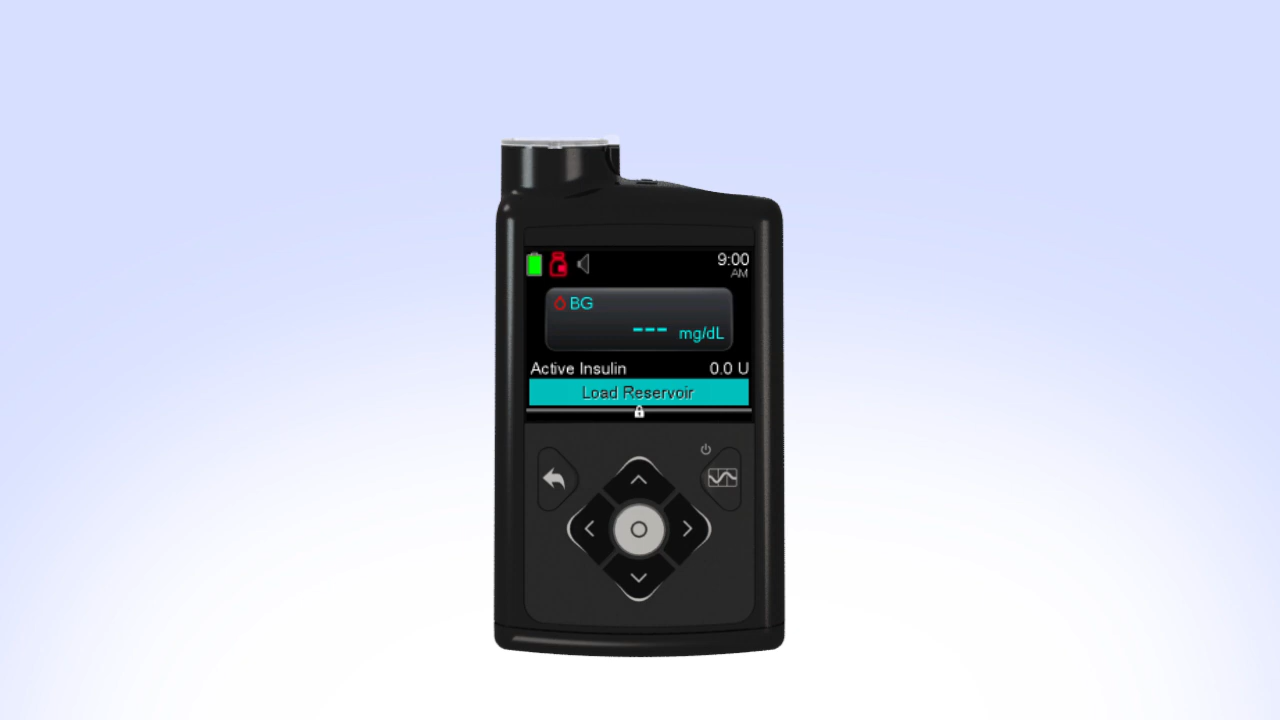 9:00
AM
BG
--- mg/dL
Active Insulin 0.0 U
Load Reservoir